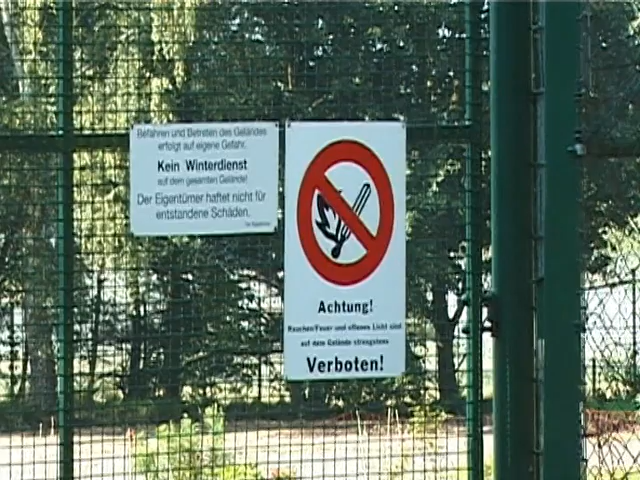 Befahren und Betreten des Geländes
erfolgt auf eigene Gefahr.
Kein Winterdienst
auf dem gesamten Gelände!
Der Eigentümer haftet nicht für
entstandene Schäden.
Achtung!
Rauchen/Feuer und offenes Licht sind
auf dem Gelände strengstens
Verboten!